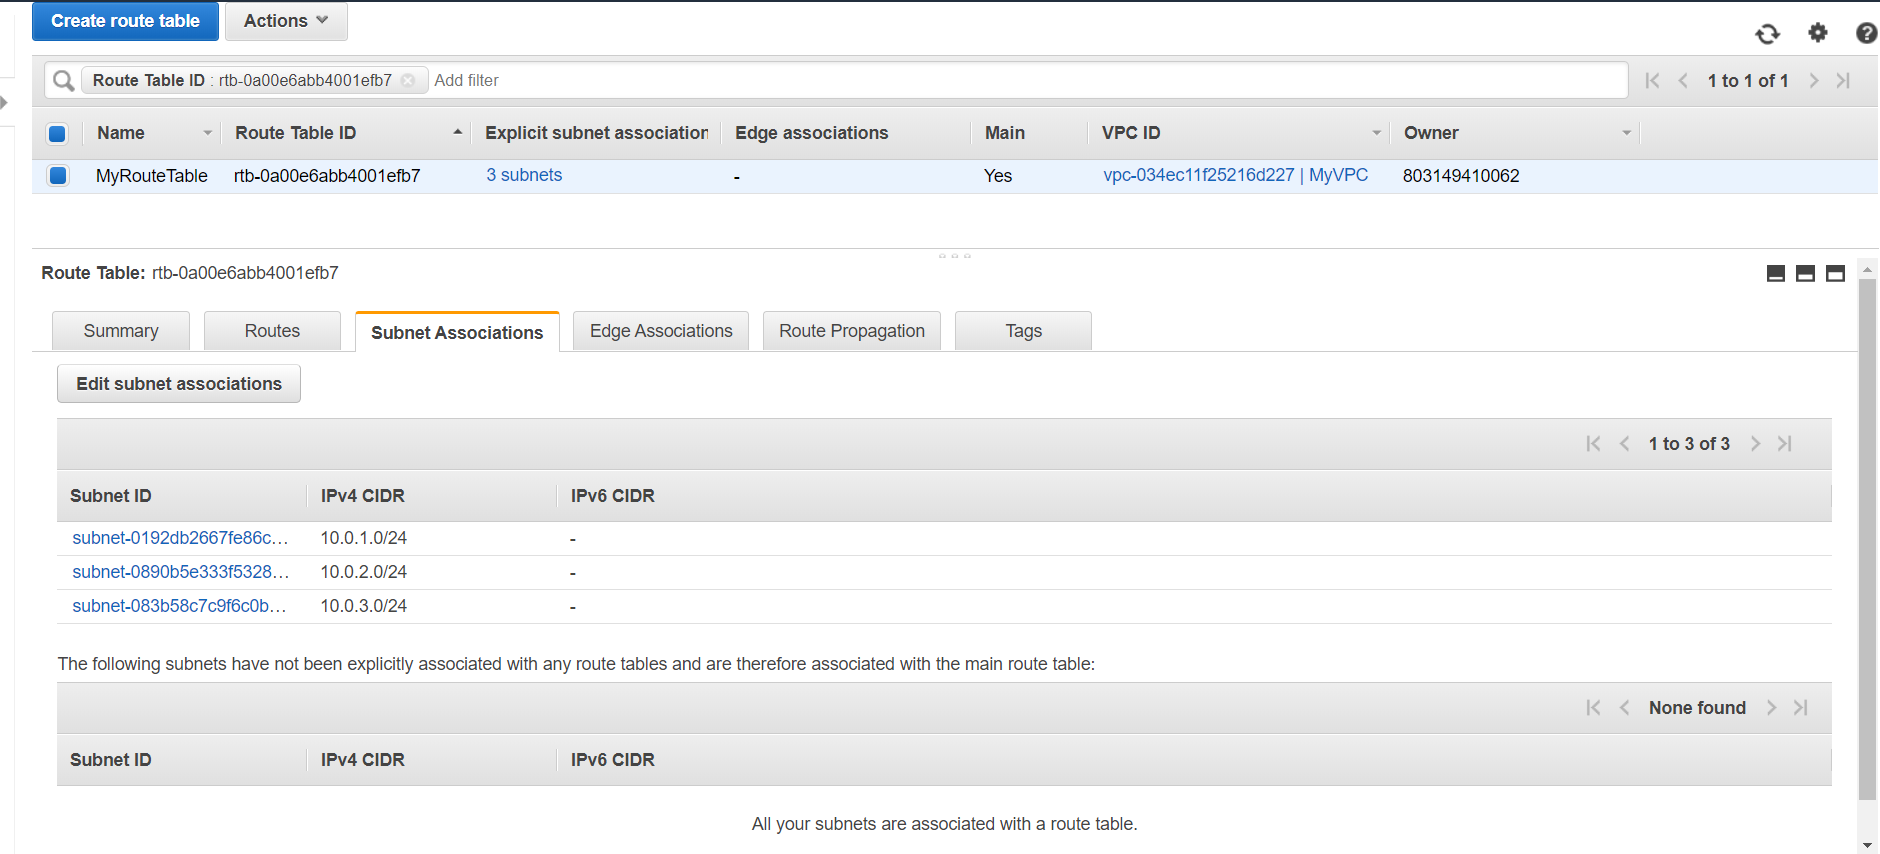 Create route table Actions
Route Table ID : rtb-0a00e6abb4001efb7 Add filter 1 to 1 of 1
Name Route Table ID Explicit subnet association Edge associations Main VPC ID Owner
MyRouteTable rtb-0a00e6abb4001efb7 3 subnets - Yes vpc-034ec11f25216d227 | MyVPC 803149410062
Route Table: rtb-0a00e6abb4001efb7
Summary Routes Subnet Associations Edge Associations Route Propagation Tags
Edit subnet associations
1 to 3 of 3
Subnet ID IPv4 CIDR IPv6 CIDR
subnet-0192db2667fe86c... 10.0.1.0/24 -
subnet-0890b5e333f5328... 10.0.2.0/24 -
subnet-083b58c7c9f6c0b... 10.0.3.0/24 -
The following subnets have not been explicitly associated with any route tables and are therefore associated with the main route table:
None found
Subnet ID IPv4 CIDR IPv6 CIDR
All your subnets are associated with a route table.